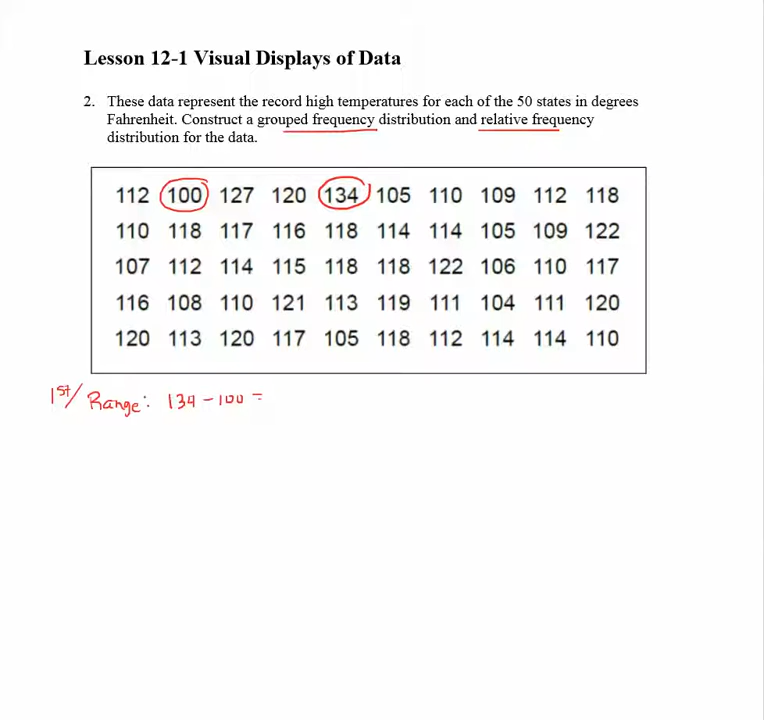 Lesson 12-1 Visual Displays of Data
2. These data represent the record high temperatures for each of the 50 states in degrees
Fahrenheit. Construct a grouped frequency distribution and relative frequency
distribution for the data.
112 100 127 120 134 105 110 109 112 118
110 118 117 116 118 114 114 105 109 122
107 112 114 115 118 118 122 106 110 117
116 108 110 121 113 119 111 104 111 120
120 113 120 117 105 118 112 114 114 110
1st/ Range: 134 - 100 =